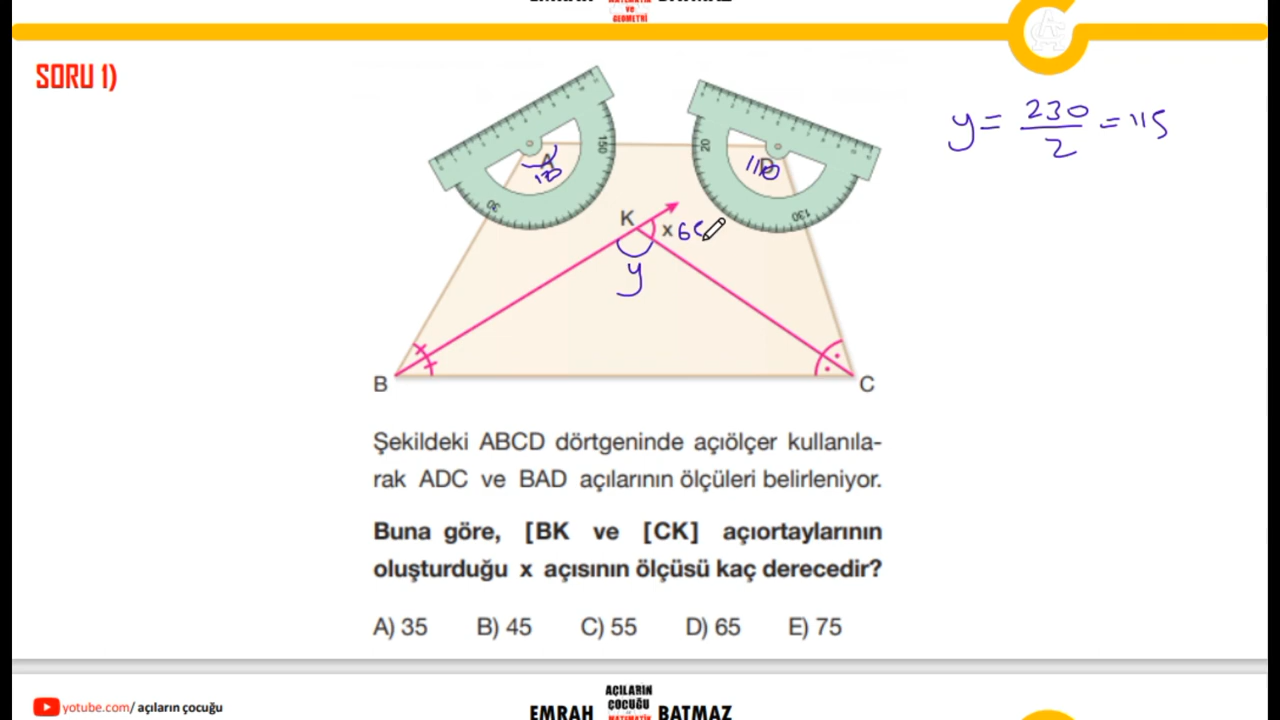 SORU 1)
y = 230/2 = 115
150
20
30
130
120
110
D
K
x 6
y
B
C
Şekildeki ABCD dörtgeninde açıölçer kullanıla-
rak ADC ve BAD açılarının ölçüleri belirleniyor.
Buna göre, [BK ve [CK] açıortaylarının
oluşturduğu x açısının ölçüsü kaç derecedir?
A) 35 B) 45 C) 55 D) 65 E) 75
yotube.com/ açıların çocuğu
EMRAH
AÇILARIN
ÇOCUĞU
BATMAZ